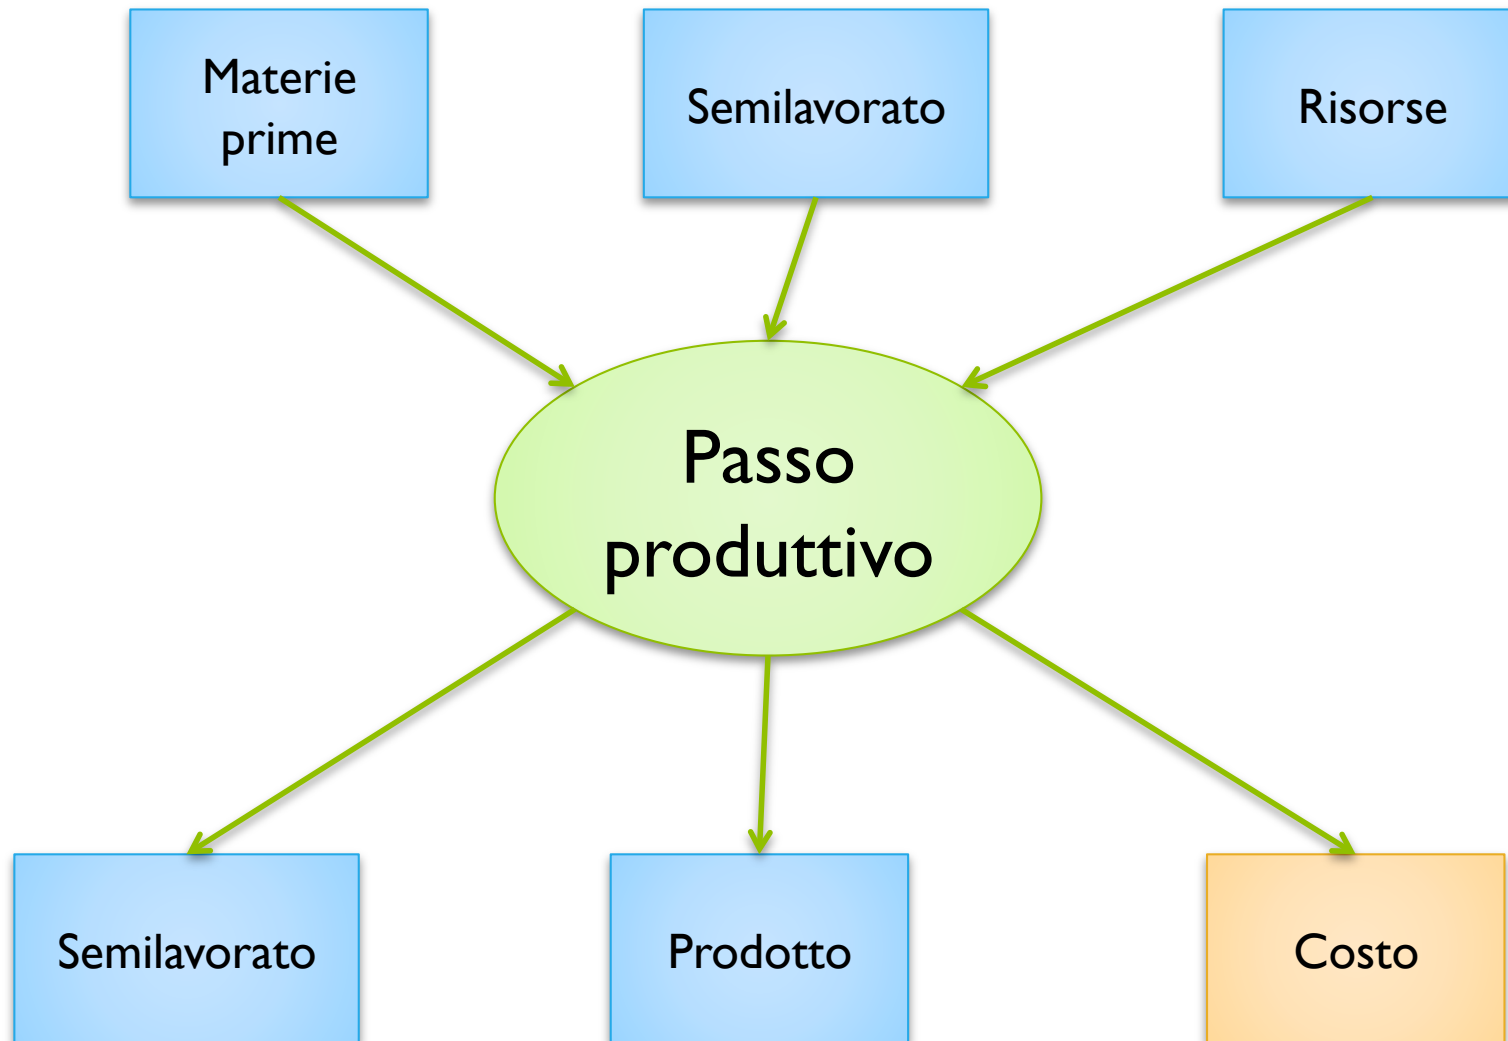 Materie
prime
Semilavorato
Risorse
Passo
produttivo
Semilavorato
Prodotto
Costo